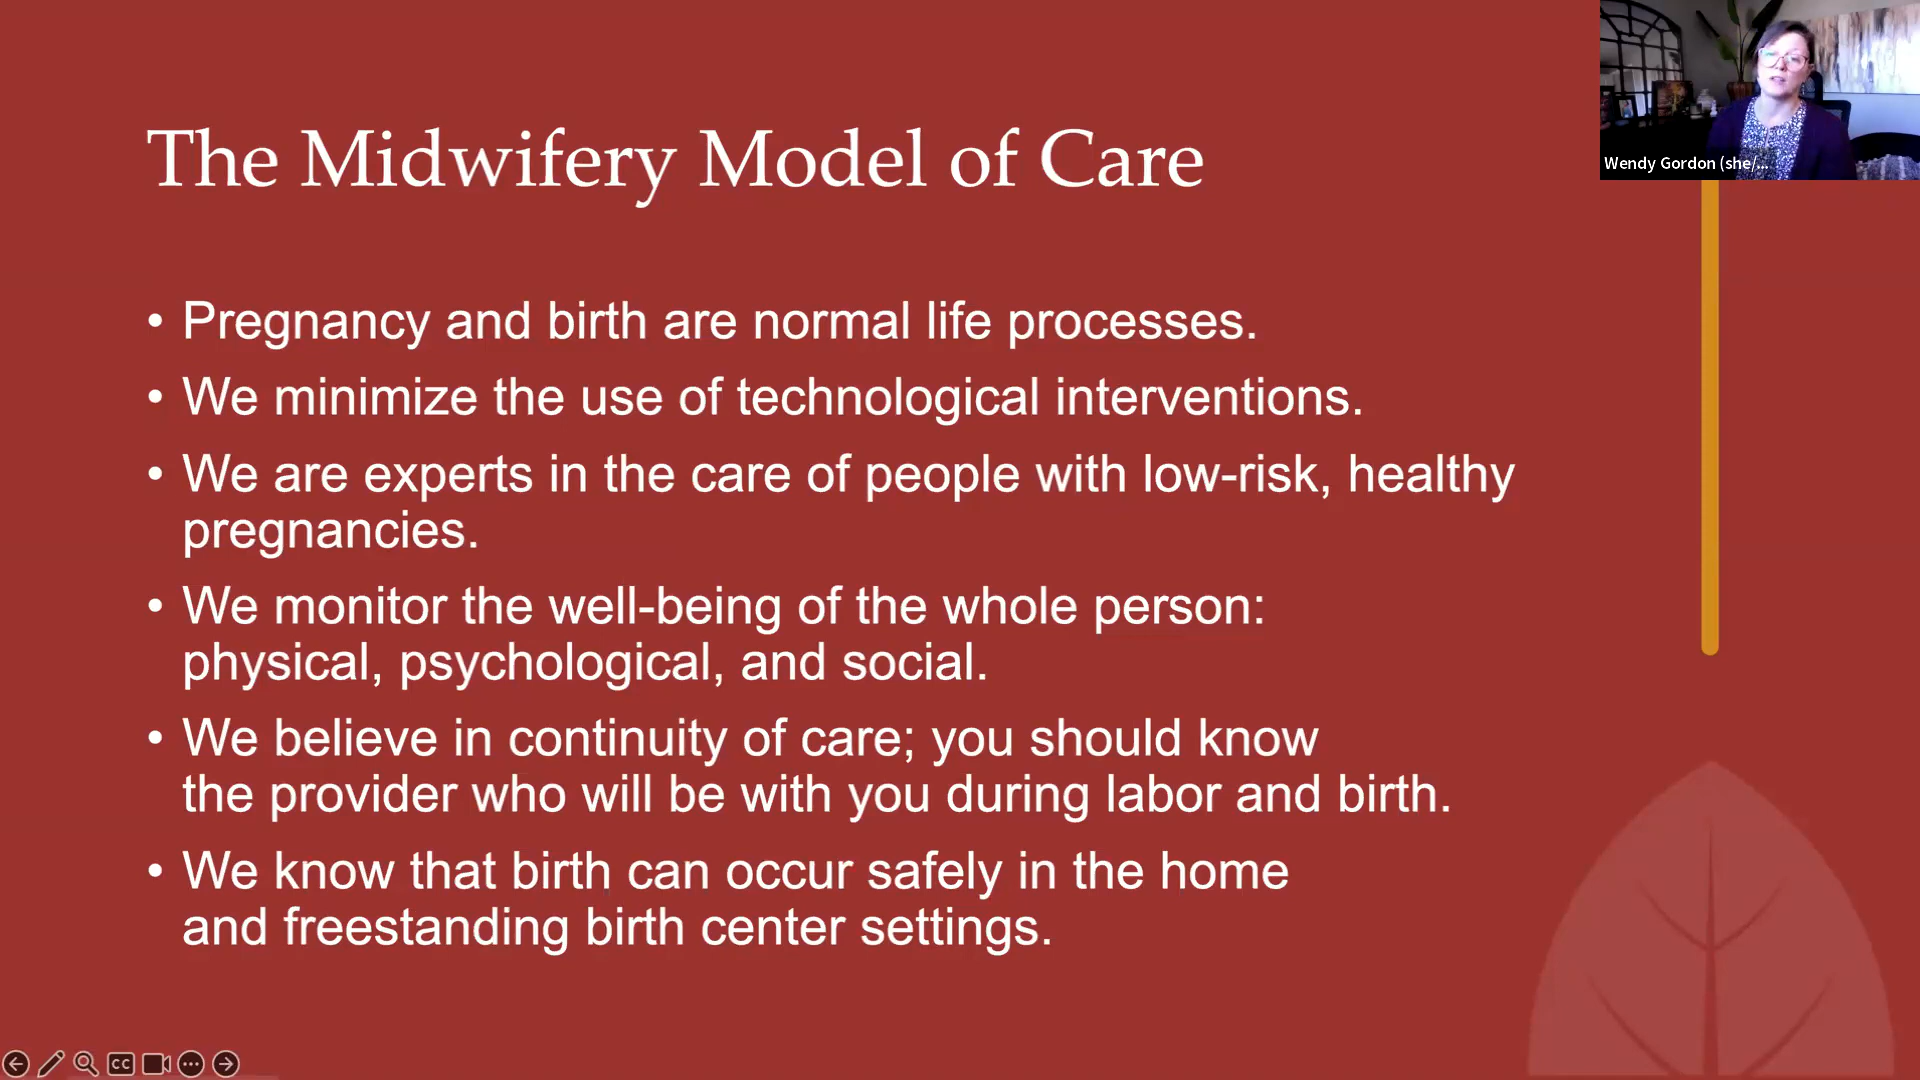 The Midwifery Model of Care
Wendy Gordon (she/...
• Pregnancy and birth are normal life processes.
• We minimize the use of technological interventions.
• We are experts in the care of people with low-risk, healthy
pregnancies.
• We monitor the well-being of the whole person:
physical, psychological, and social.
• We believe in continuity of care; you should know
the provider who will be with you during labor and birth.
• We know that birth can occur safely in the home
and freestanding birth center settings.
CC